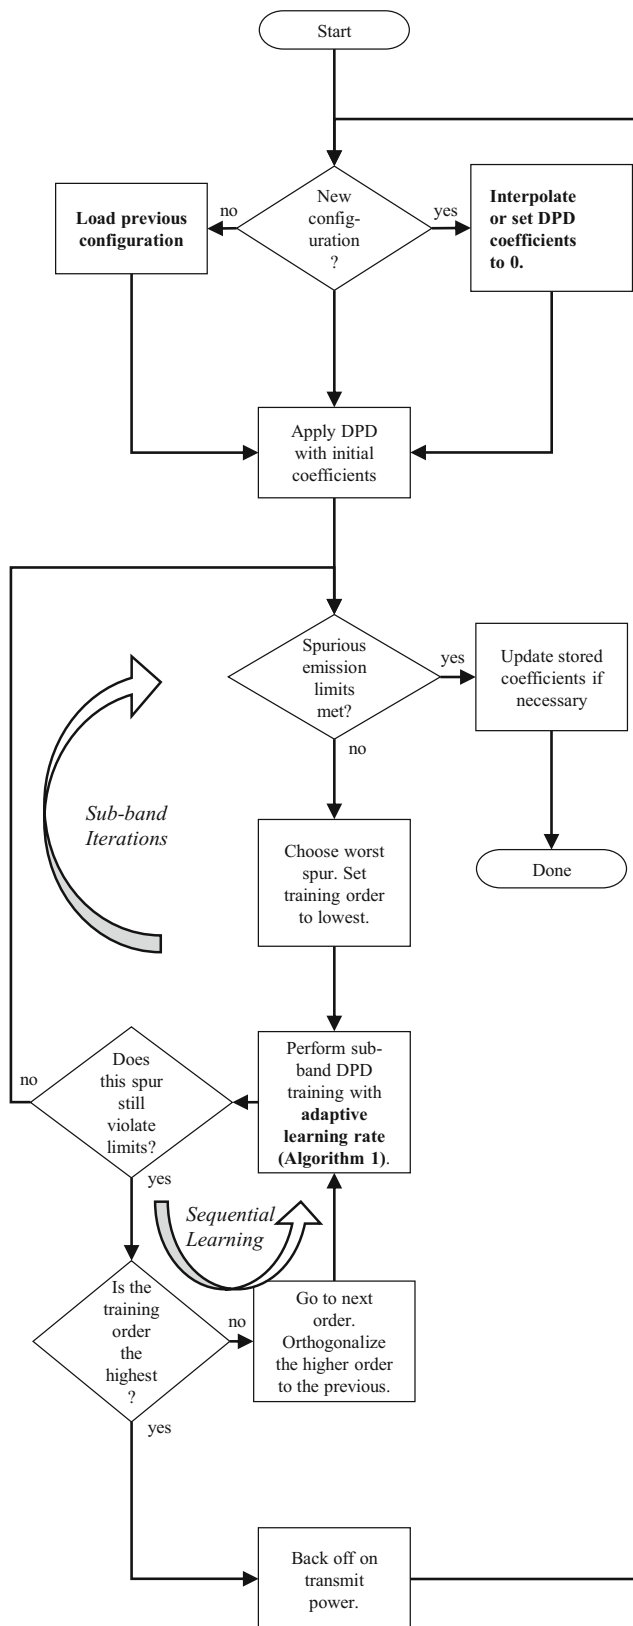 Start
New
config-
uration
?
no
yes
Load previous
configuration
Interpolate
or set DPD
coefficients
to 0.
Apply DPD
with initial
coefficients
Spurious
emission
limits
met?
yes
no
Update stored
coefficients if
necessary
Done
Sub-band
Iterations
Choose worst
spur. Set
training order
to lowest.
Perform sub-
band DPD
training with
adaptive
learning rate
(Algorithm 1).
Does
this spur
still
violate
limits?
no
yes
Sequential
Learning
Is the
training
order
the
highest
?
no
yes
Go to next
order.
Orthogonalize
the higher order
to the previous.
Back off on
transmit
power.